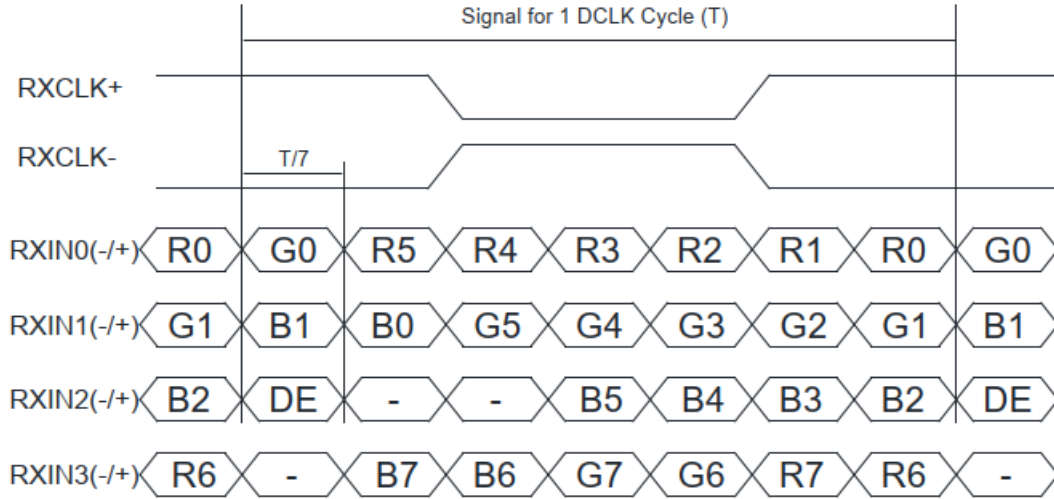 Signal for 1 DCLK Cycle (T)
RXCLK+
RXCLK-
T/7
RXIN0(-/+) R0 G0 R5 R4 R3 R2 R1 R0 G0
RXIN1(-/+) G1 B1 B0 G5 G4 G3 G2 G1 B1
RXIN2(-/+) B2 DE - - B5 B4 B3 B2 DE
RXIN3(-/+) R6 - B7 B6 G7 G6 R7 R6 -